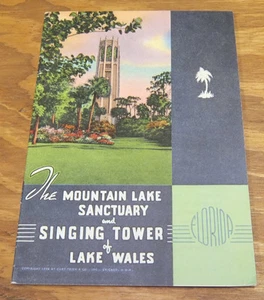 The MOUNTAIN LAKE
SANCTUARY
and
SINGING TOWER
of
LAKE WALES
FLORIDA